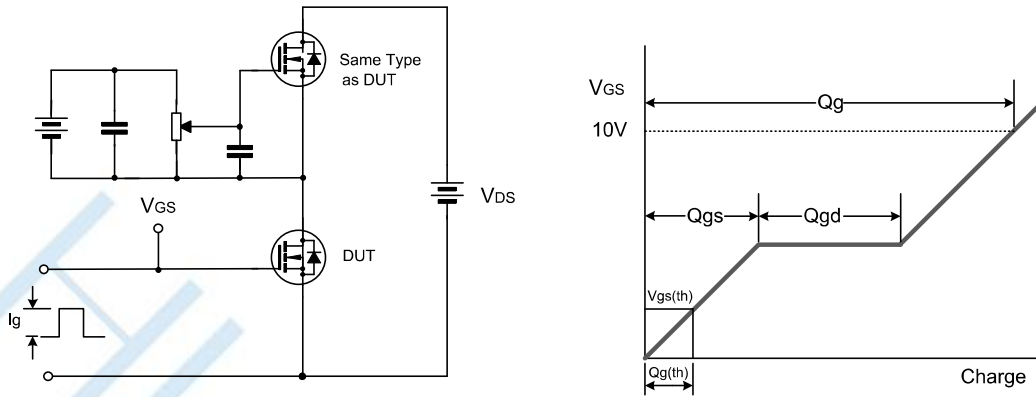 Same Type
as DUT
VDS
VGS
DUT
Ig
VGS
10V
Qg
Qgs
Qgd
Vgs(th)
Qg(th)
Charge